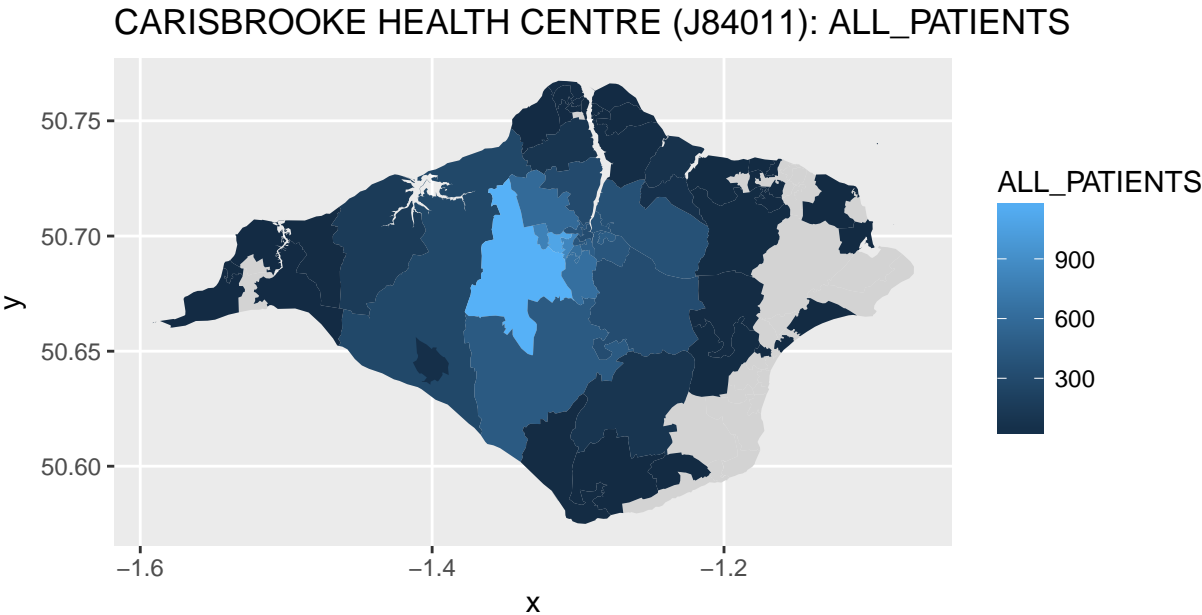 CARISBROOKE HEALTH CENTRE (J84011): ALL_PATIENTS
50.75
50.70
50.65
50.60
y
−1.6
−1.4
−1.2
x
ALL_PATIENTS
900
600
300